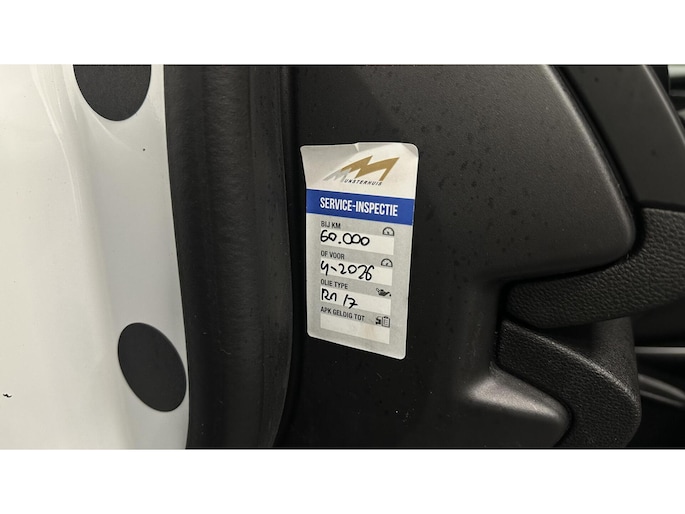 MUNSTERHUIS
SERVICE-INSPECTIE
BIJ KM
60.000
OF VOOR
4-2026
OLIE TYPE
Rn 17
APK GELDIG TOT